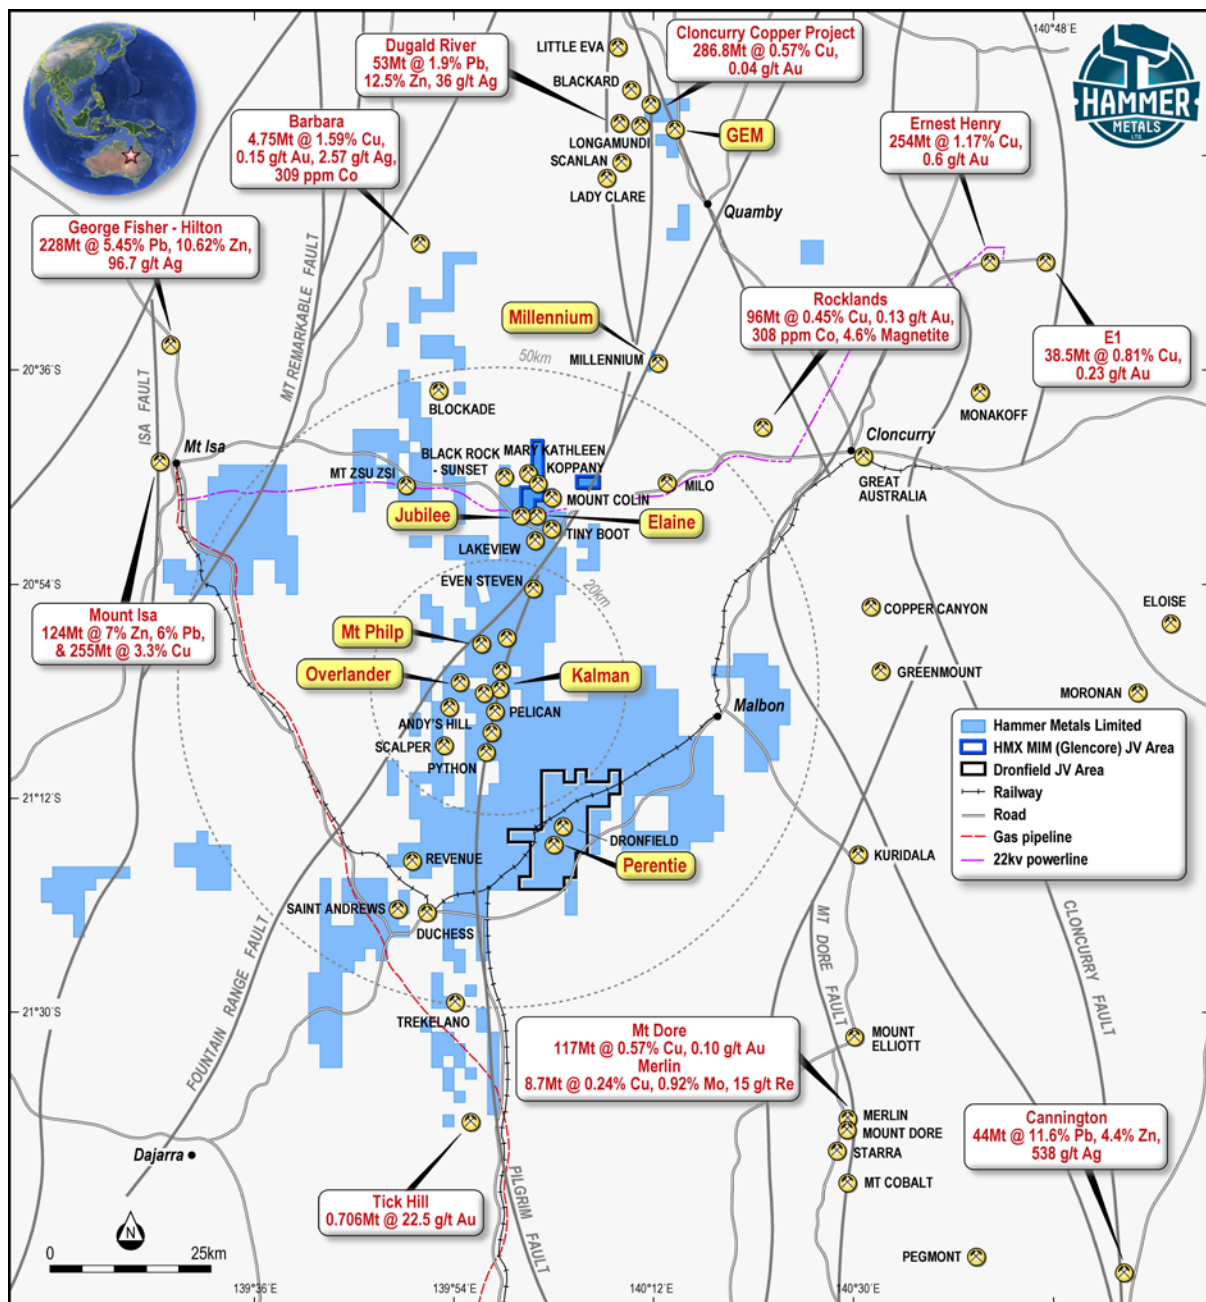 140°48´E
HAMMER
METALS
LTD.
Dugald River
53Mt @ 1.9% Pb,
12.5% Zn, 36 g/t Ag
LITTLE EVA
BLACKARD
Cloncurry Copper Project
286.8Mt @ 0.57% Cu,
0.04 g/t Au
Barbara
4.75Mt @ 1.59% Cu,
0.15 g/t Au, 2.57 g/t Ag,
309 ppm Co
LONGAMUNDI
SCANLAN
LADY CLARE
GEM
Ernest Henry
254Mt @ 1.17% Cu,
0.6 g/t Au
Quamby
George Fisher - Hilton
228Mt @ 5.45% Pb, 10.62% Zn,
96.7 g/t Ag
MT REMARKABLE FAULT
Millennium
MILLENNIUM
50km
Rocklands
96Mt @ 0.45% Cu, 0.13 g/t Au,
308 ppm Co, 4.6% Magnetite
E1
38.5Mt @ 0.81% Cu,
0.23 g/t Au
20°36´S
ISA FAULT
BLOCKADE
MONAKOFF
Mt Isa
Cloncurry
BLACK ROCK
- SUNSET
MARY KATHLEEN
KOPPANY
MT ZSU ZSI
MOUNT COLIN
MILO
GREAT
AUSTRALIA
Jubilee
Elaine
TINY BOOT
LAKEVIEW
20°54´S
EVEN STEVEN
20km
Mount Isa
124Mt @ 7% Zn, 6% Pb,
& 255Mt @ 3.3% Cu
COPPER CANYON
ELOISE
Mt Philp
Overlander
Kalman
GREENMOUNT
MORONAN
ANDY'S HILL
PELICAN
Malbon
SCALPER
PYTHON
Hammer Metals Limited
HMX MIM (Glencore) JV Area
Dronfield JV Area
Railway
Road
Gas pipeline
22kv powerline
21°12´S
DRONFIELD
Perentie
REVENUE
KURIDALA
SAINT ANDREWS
DUCHESS
FOUNTAIN RANGE FAULT
MT DORE FAULT
CLONCURRY FAULT
21°30´S
TREKELANO
MOUNT
ELLIOTT
Mt Dore
117Mt @ 0.57% Cu, 0.10 g/t Au
Merlin
8.7Mt @ 0.24% Cu, 0.92% Mo, 15 g/t Re
MERLIN
MOUNT DORE
STARRA
MT COBALT
Cannington
44Mt @ 11.6% Pb, 4.4% Zn,
538 g/t Ag
Dajarra
Tick Hill
0.706Mt @ 22.5 g/t Au
PILGRIM FAULT
N
0
25km
PEGMONT
139°36´E
139°54´E
140°12´E
140°30´E